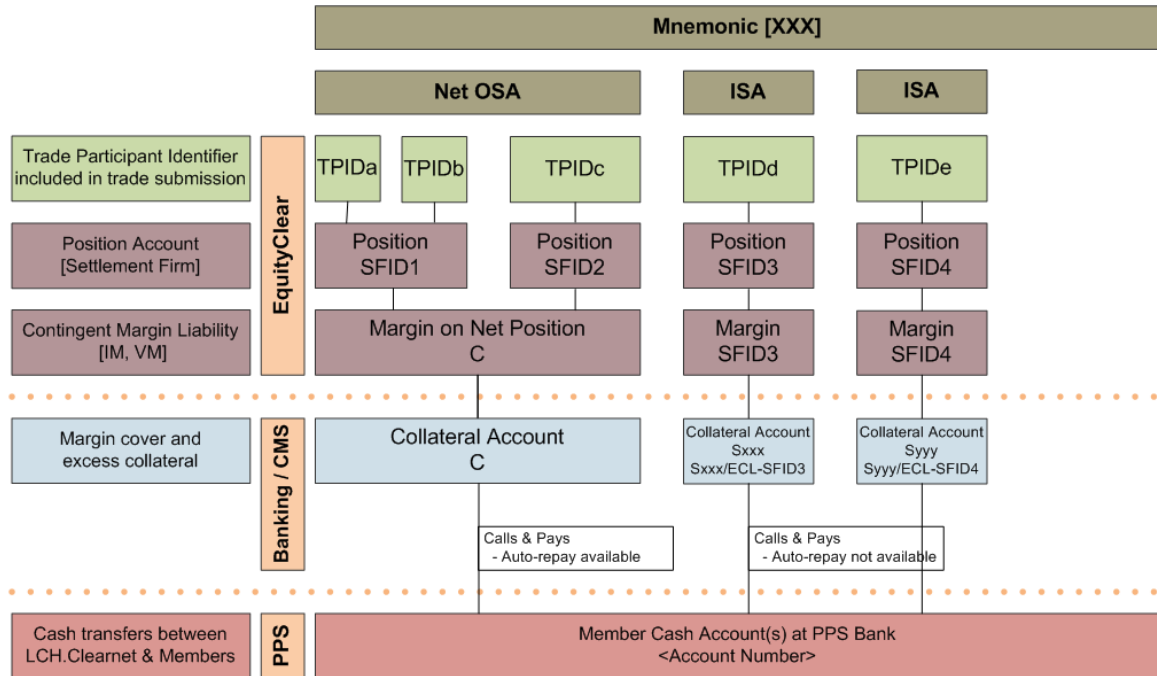 Mnemonic [XXX]
Net OSA
ISA
ISA
Trade Participant Identifier
included in trade submission
EquityClear
TPIDa
TPIDb
TPIDc
TPIDd
TPIDe
Position Account
[Settlement Firm]
Position
SFID1
Position
SFID2
Position
SFID3
Position
SFID4
Contingent Margin Liability
[IM, VM]
Margin on Net Position
C
Margin
SFID3
Margin
SFID4
Margin cover and
excess collateral
Banking / CMS
Collateral Account
C
Collateral Account
Sxxx
Sxxx/ECL-SFID3
Collateral Account
Syyy
Syyy/ECL-SFID4
Calls & Pays
- Auto-repay available
Calls & Pays
- Auto-repay not available
Cash transfers between
LCH.Clearnet & Members
PPS
Member Cash Account(s) at PPS Bank
<Account Number>